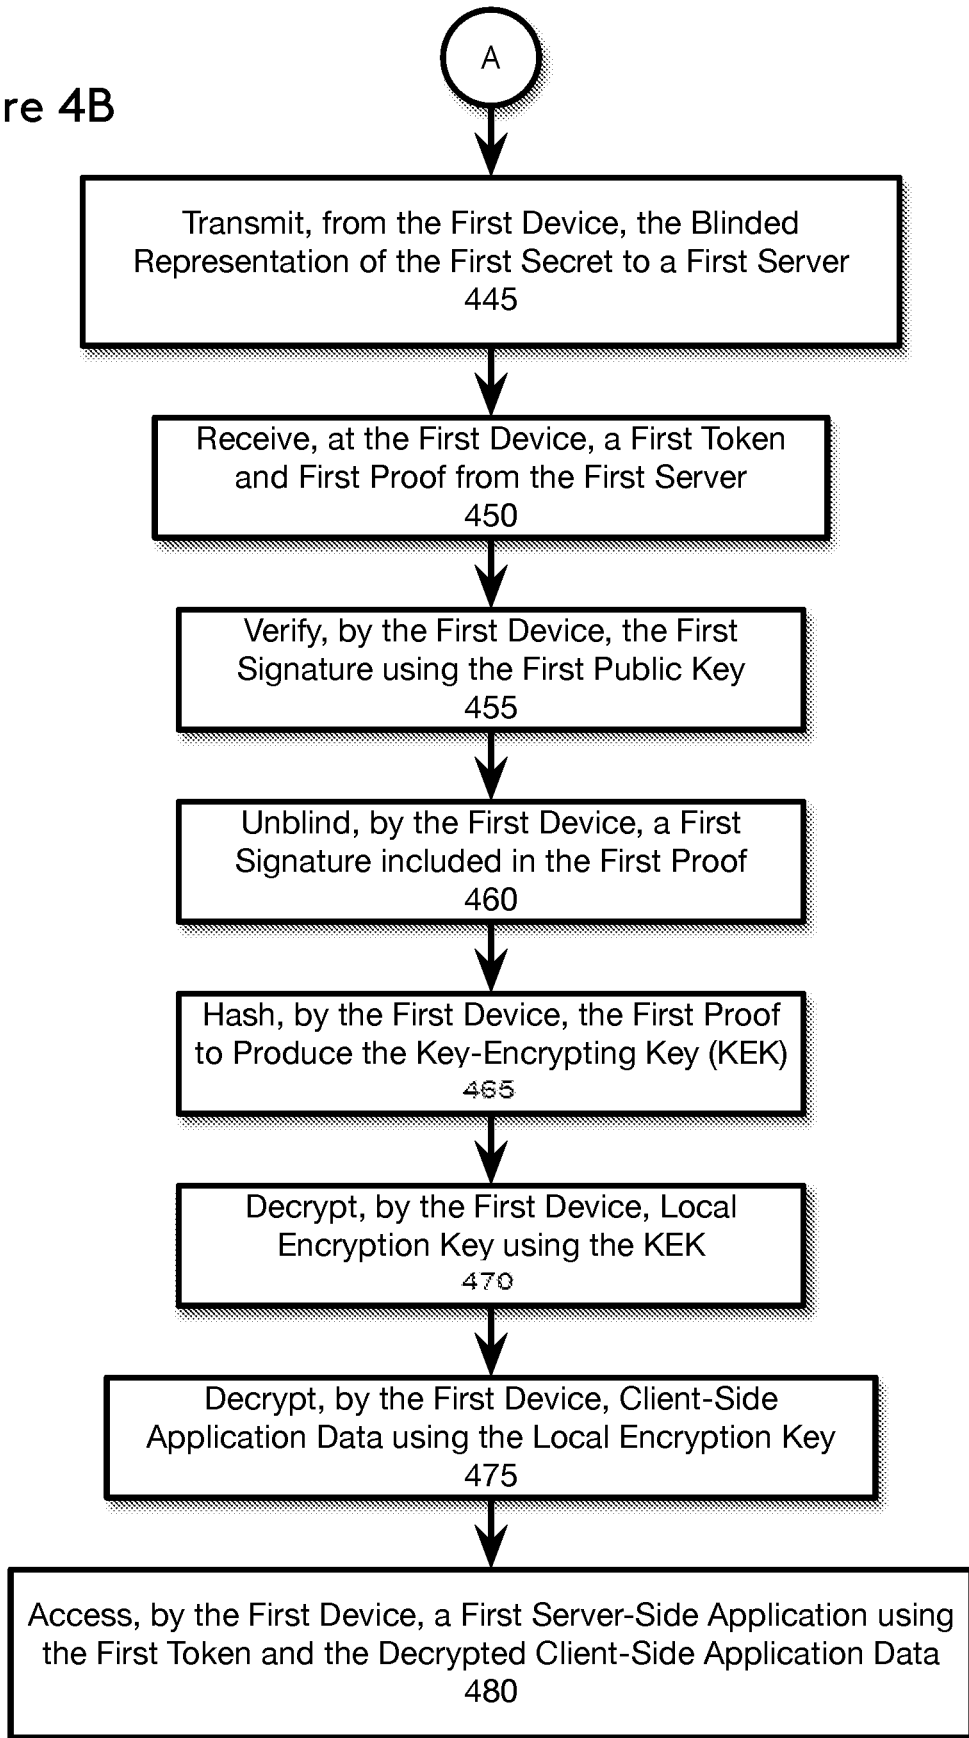 A
re 4B
Transmit, from the First Device, the Blinded
Representation of the First Secret to a First Server
445
Receive, at the First Device, a First Token
and First Proof from the First Server
450
Verify, by the First Device, the First
Signature using the First Public Key
455
Unblind, by the First Device, a First
Signature included in the First Proof
460
Hash, by the First Device, the First Proof
to Produce the Key-Encrypting Key (KEK)
465
Decrypt, by the First Device, Local
Encryption Key using the KEK
470
Decrypt, by the First Device, Client-Side
Application Data using the Local Encryption Key
475
Access, by the First Device, a First Server-Side Application using
the First Token and the Decrypted Client-Side Application Data
480